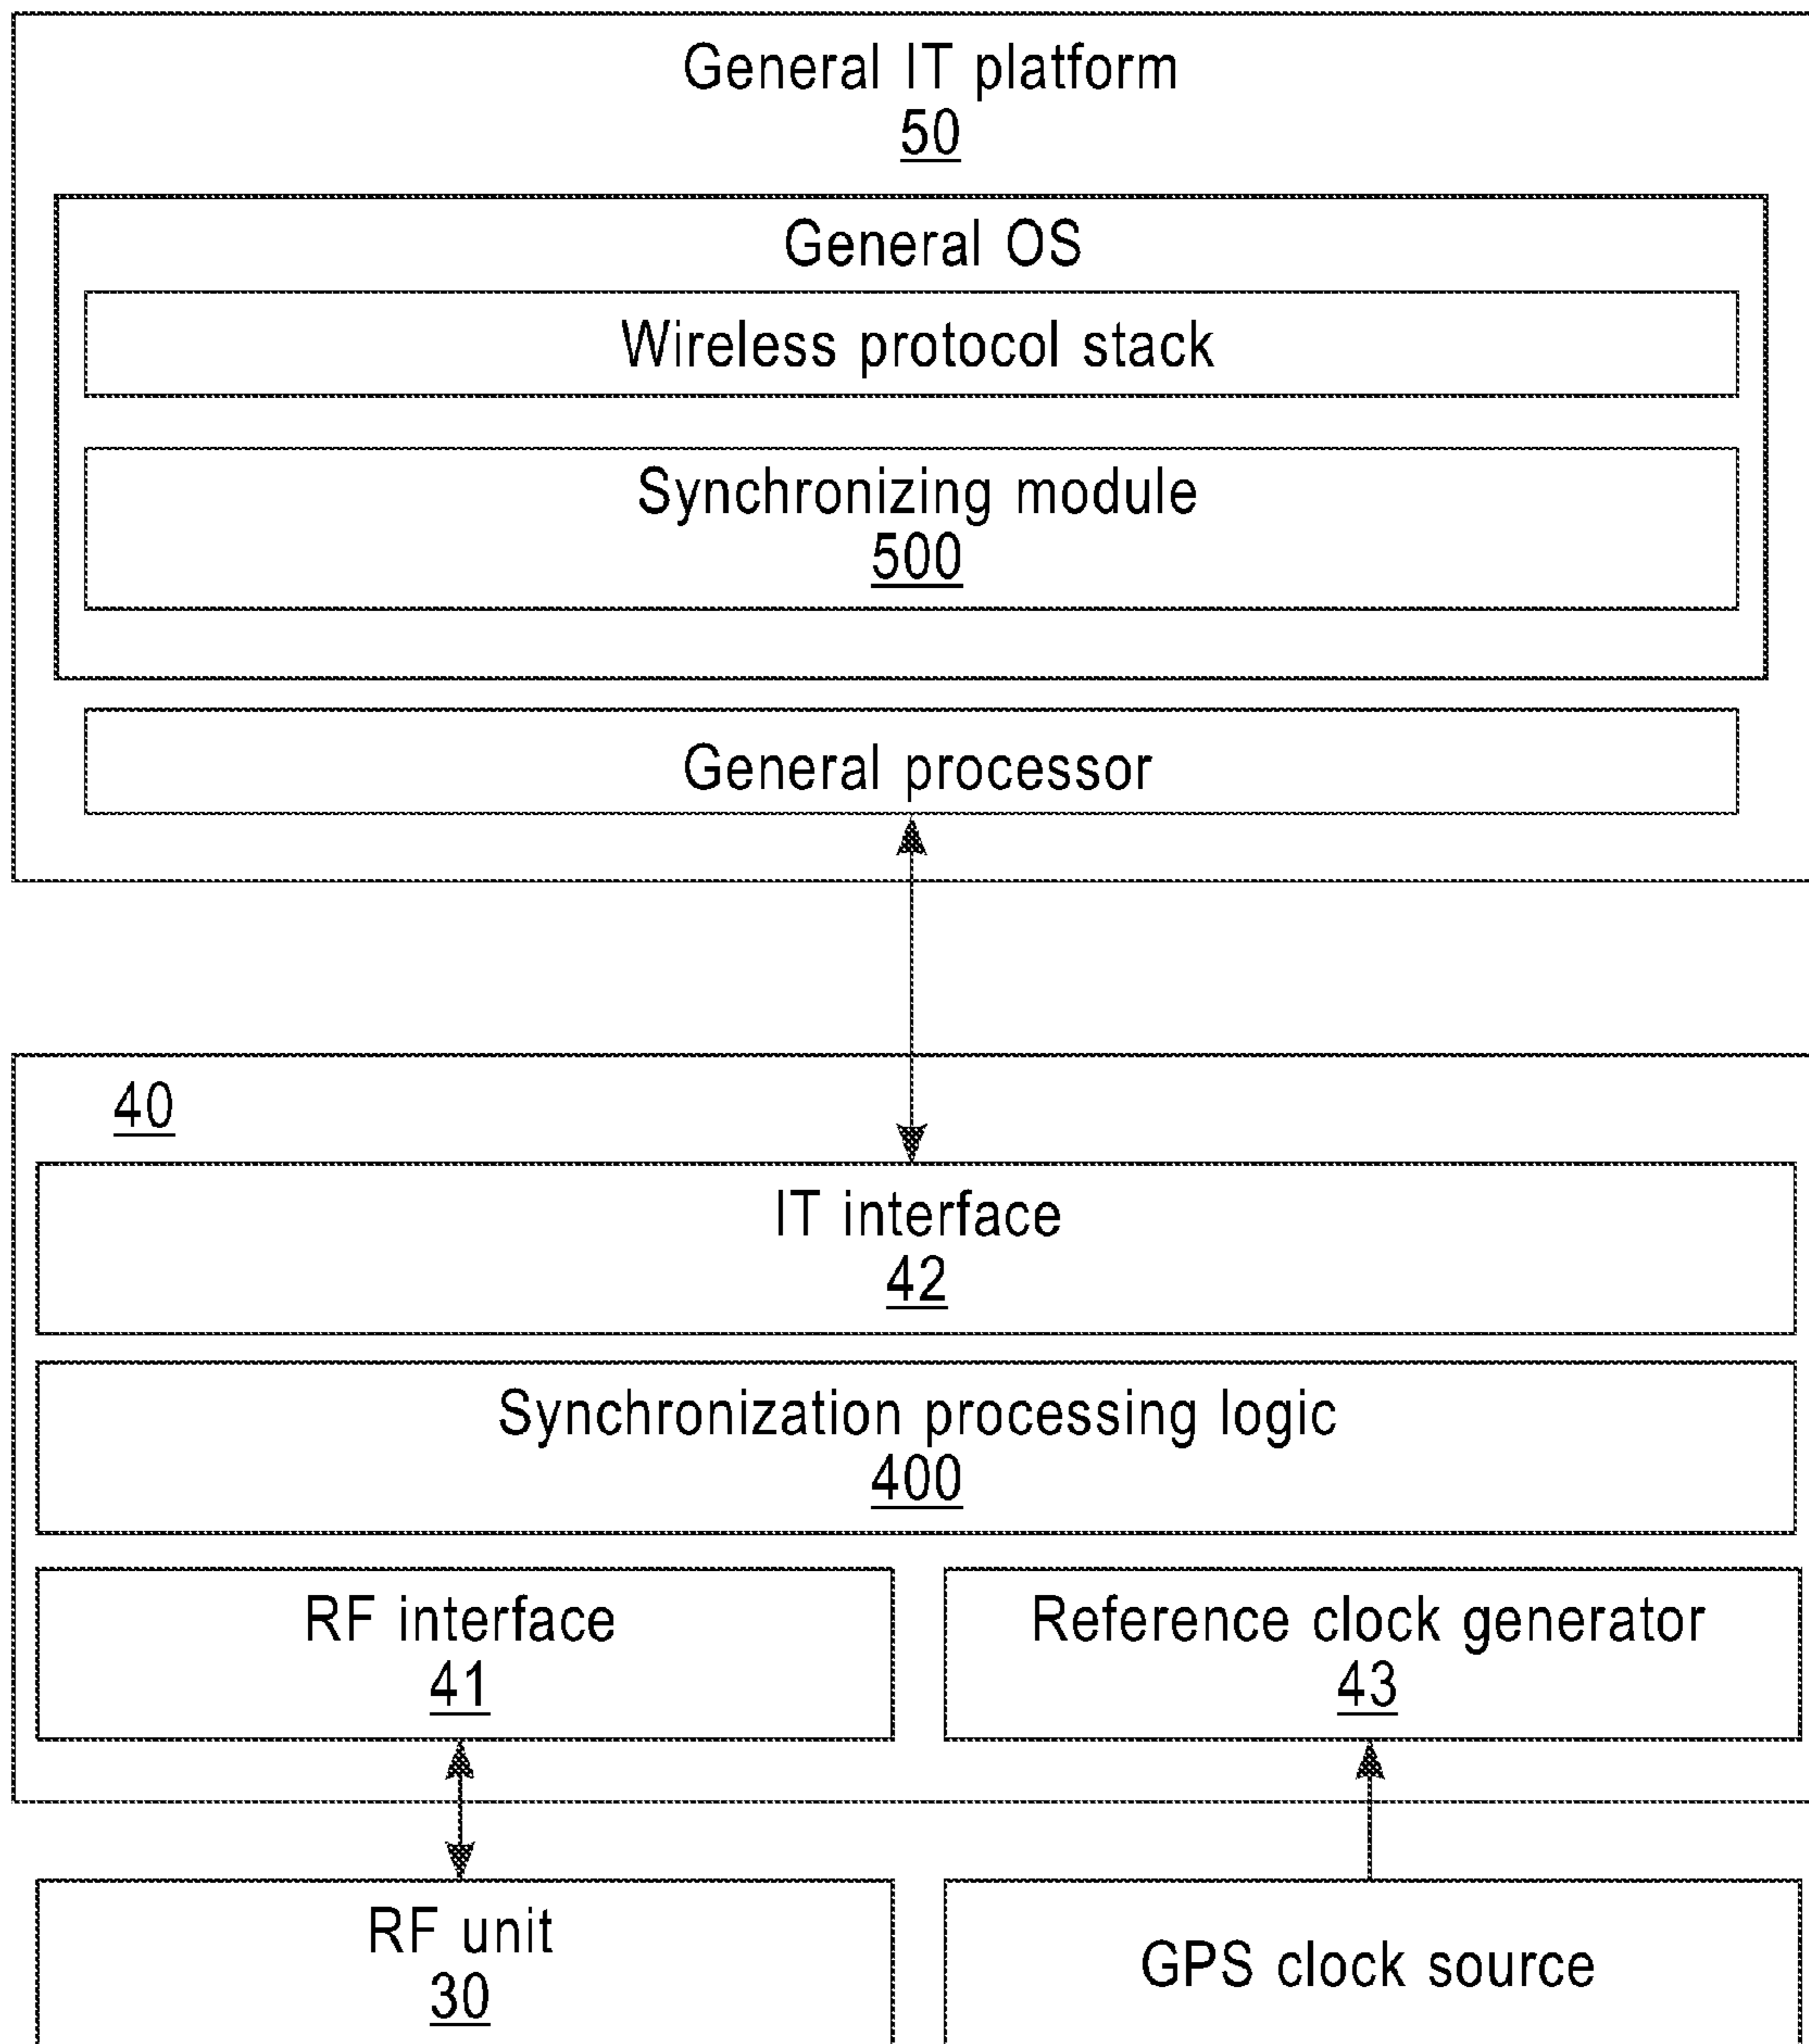 General IT platform
50
General OS
Wireless protocol stack
Synchronizing module
500
General processor
40
IT interface
42
Synchronization processing logic
400
RF interface
41
Reference clock generator
43
RF unit
30
GPS clock source